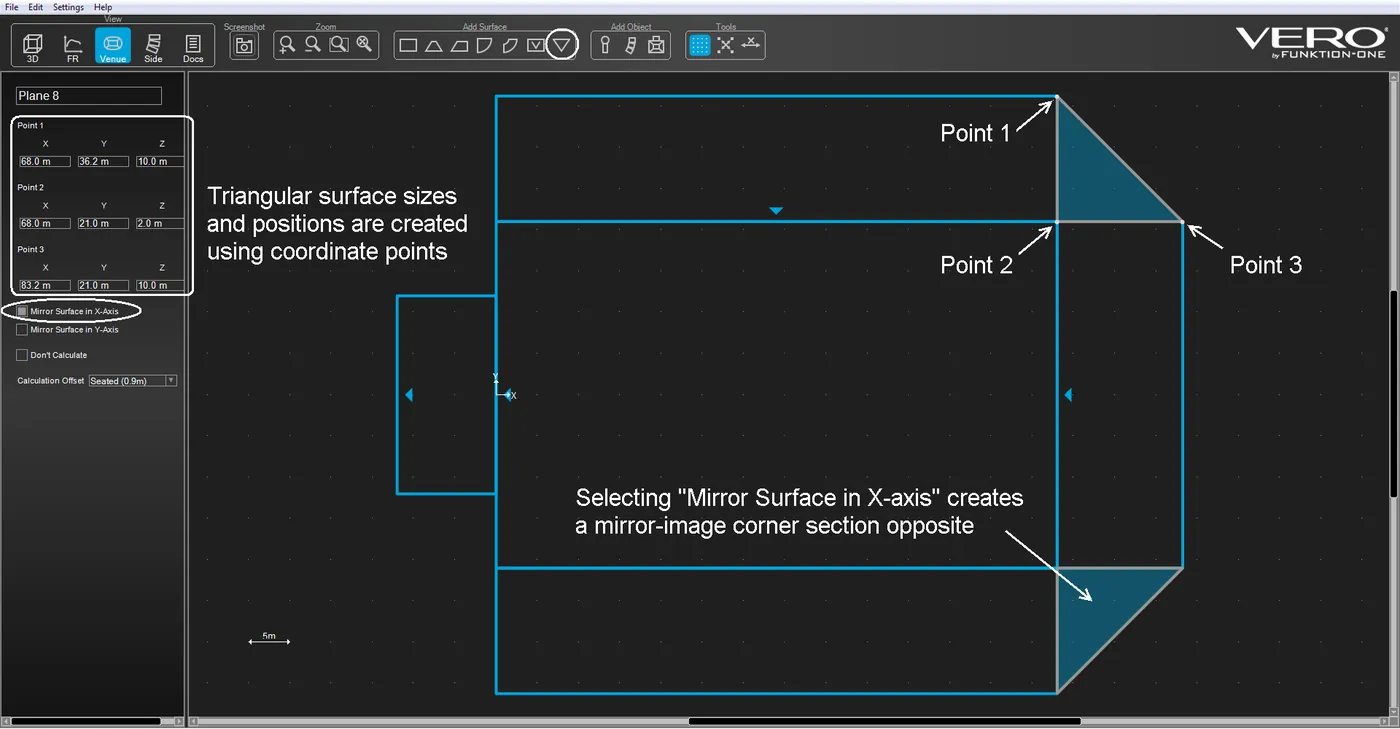 File Edit Settings Help
View
Screenshot
Zoom
Add Surface
Add Object
Tools
3D FR Venue Side Docs
VERO
by FUNKTION-ONE
Plane 8
Point 1
X Y Z
68.0 m 36.2 m 10.0 m
Point 2
X Y Z
68.0 m 21.0 m 2.0 m
Point 3
X Y Z
83.2 m 21.0 m 10.0 m
Mirror Surface in X-Axis
Mirror Surface in Y-Axis
Don't Calculate
Calculation Offset Seated (0.9m)
Triangular surface sizes
and positions are created
using coordinate points
Point 1
Point 2
Point 3
Y
X
Selecting "Mirror Surface in X-axis" creates
a mirror-image corner section opposite
5m